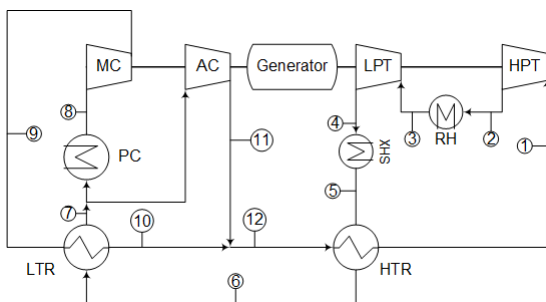 MC
AC
Generator
LPT
HPT
8
4
3
RH
2
1
9
PC
11
SHX
5
7
10
12
LTR
HTR
6